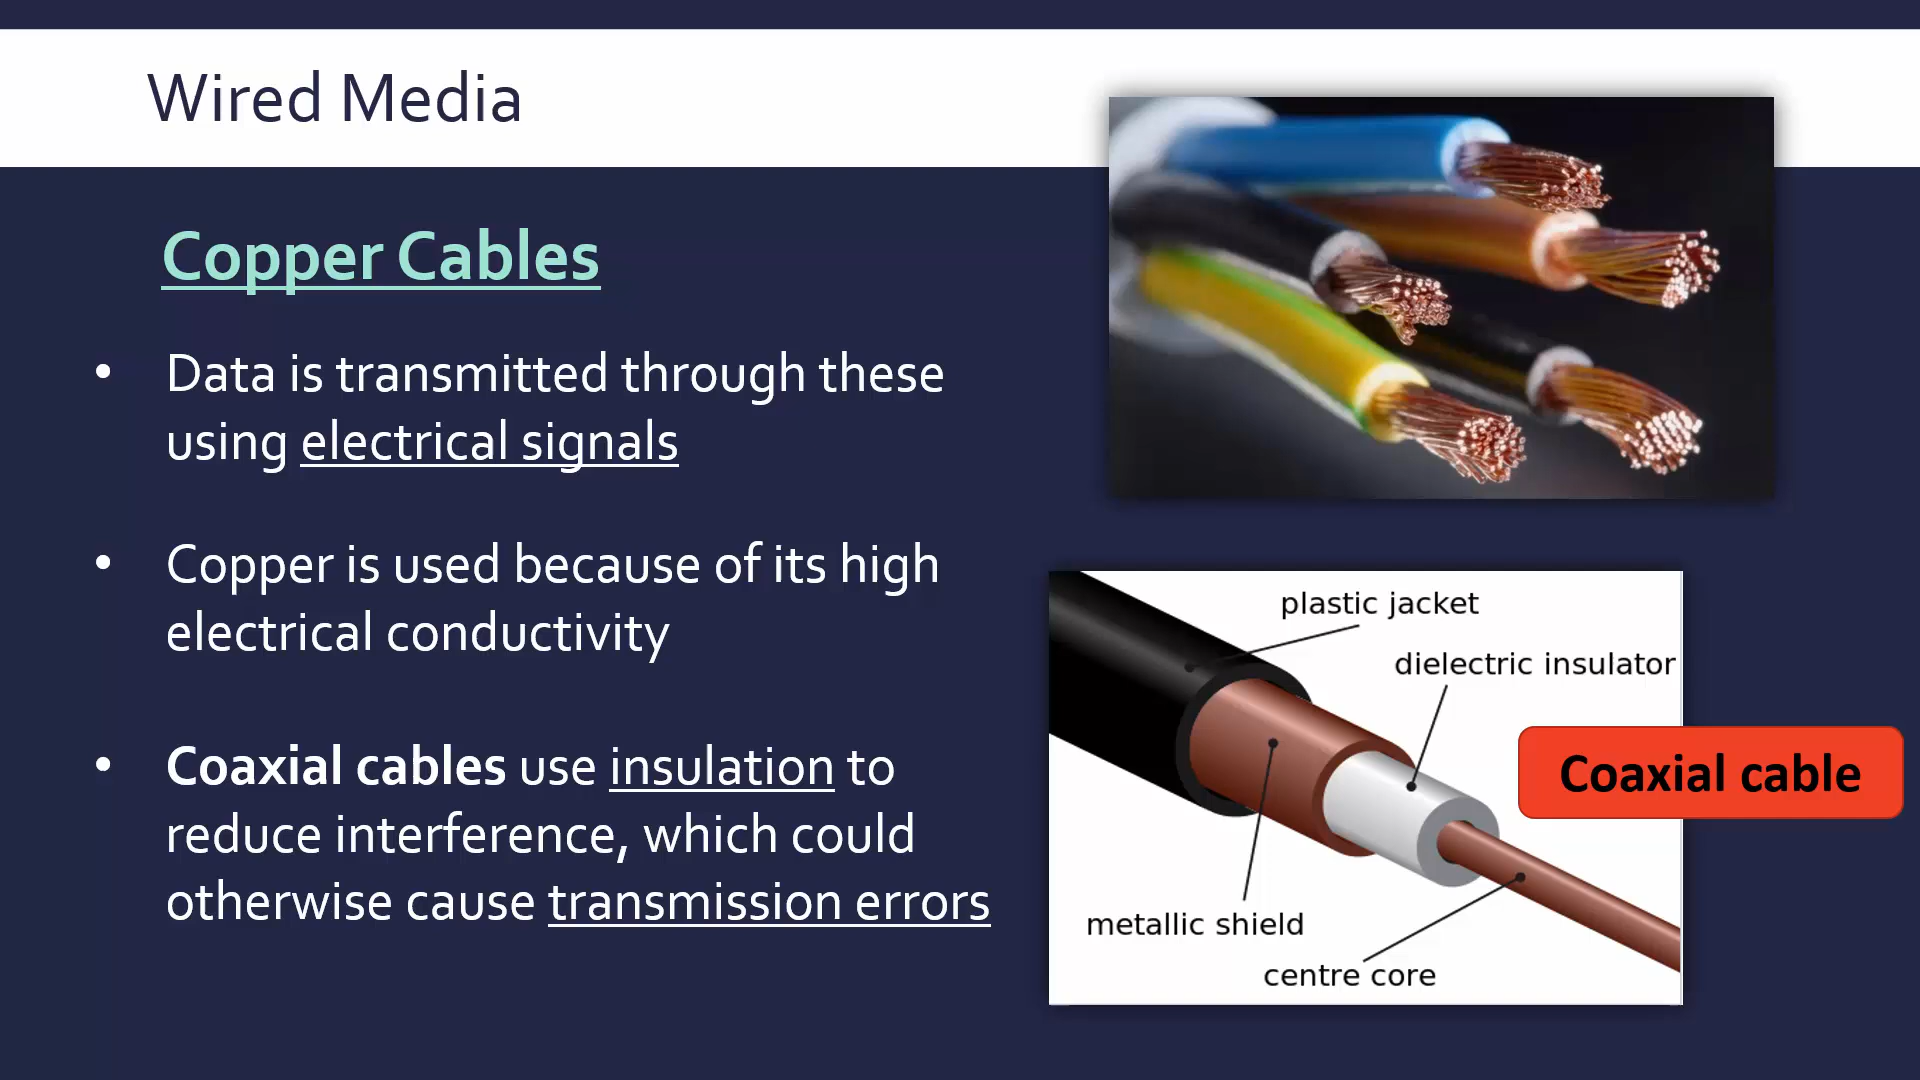 Wired Media
Copper Cables
• Data is transmitted through these
using electrical signals
• Copper is used because of its high
electrical conductivity
• Coaxial cables use insulation to
reduce interference, which could
otherwise cause transmission errors
plastic jacket
dielectric insulator
Coaxial cable
metallic shield
centre core